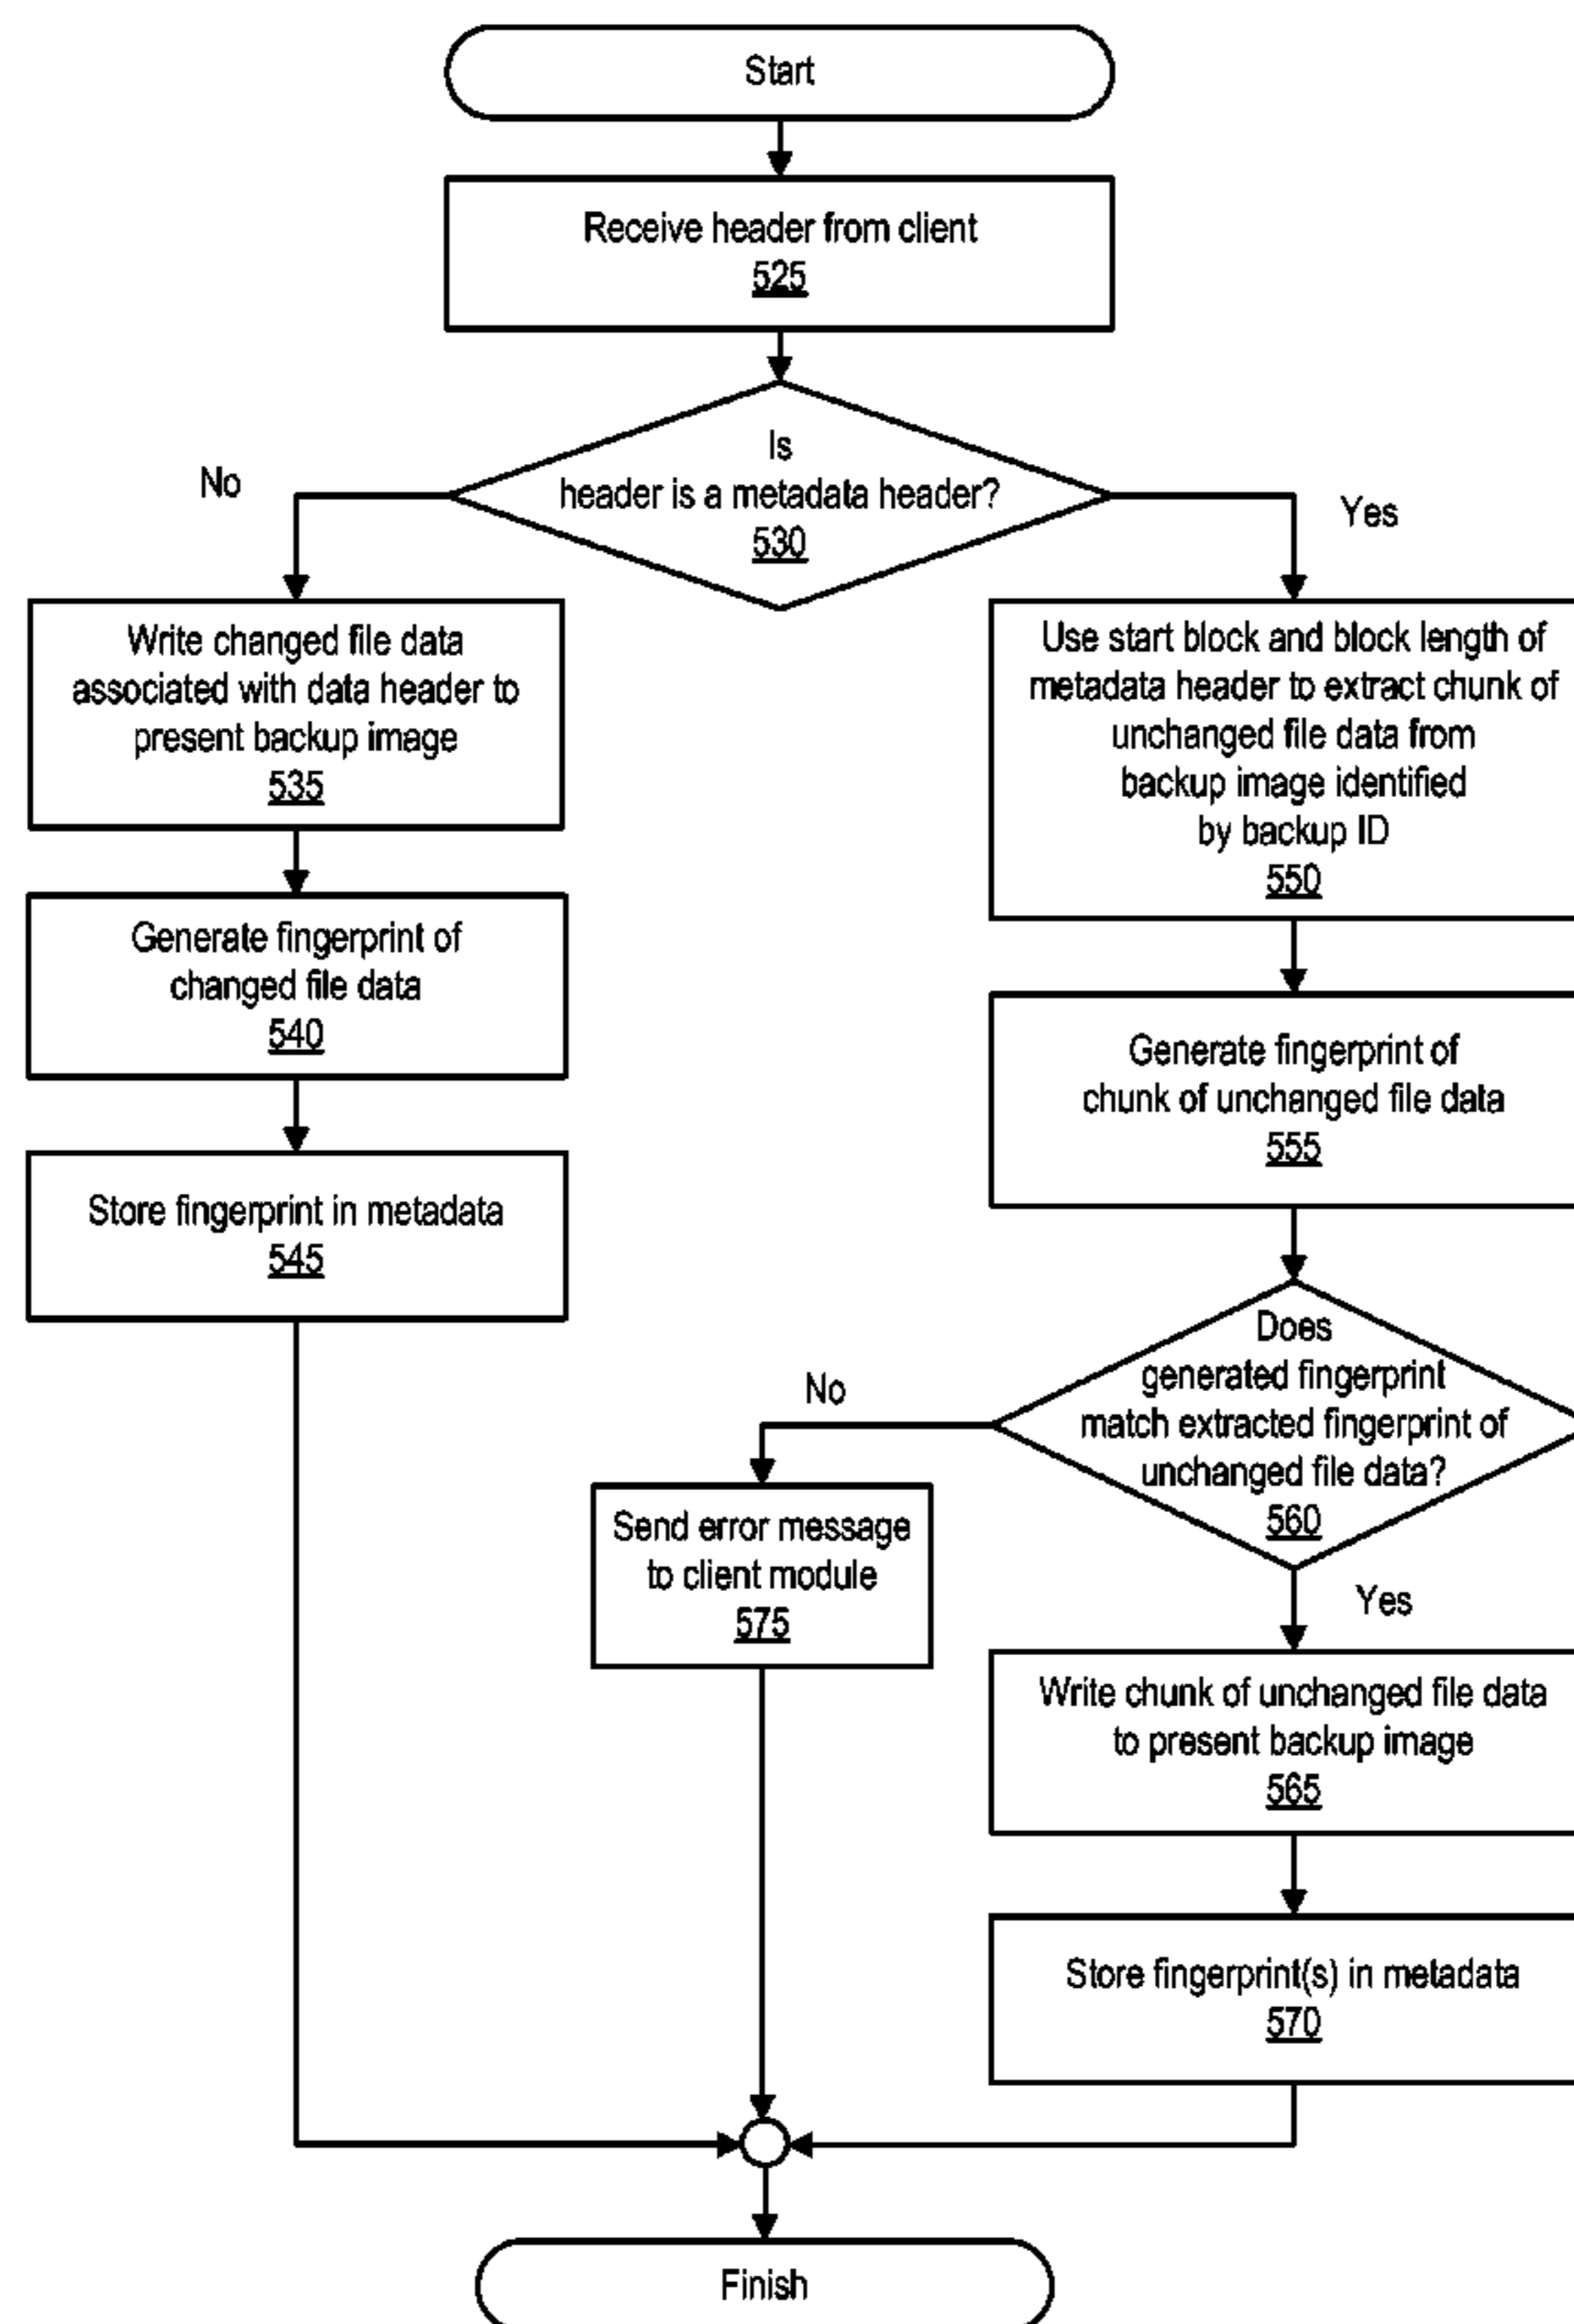 Start
Receive header from client
525
Is
header is a metadata header?
530
No
Yes
Write changed file data
associated with data header to
present backup image
535
Use start block and block length of
metadata header to extract chunk of
unchanged file data from
backup image identified
by backup ID
550
Generate fingerprint of
changed file data
540
Generate fingerprint of
chunk of unchanged file data
555
Store fingerprint in metadata
545
Does
generated fingerprint
match extracted fingerprint of
unchanged file data?
560
No
Yes
Send error message
to client module
575
Write chunk of unchanged file data
to present backup image
565
Store fingerprint(s) in metadata
570
Finish